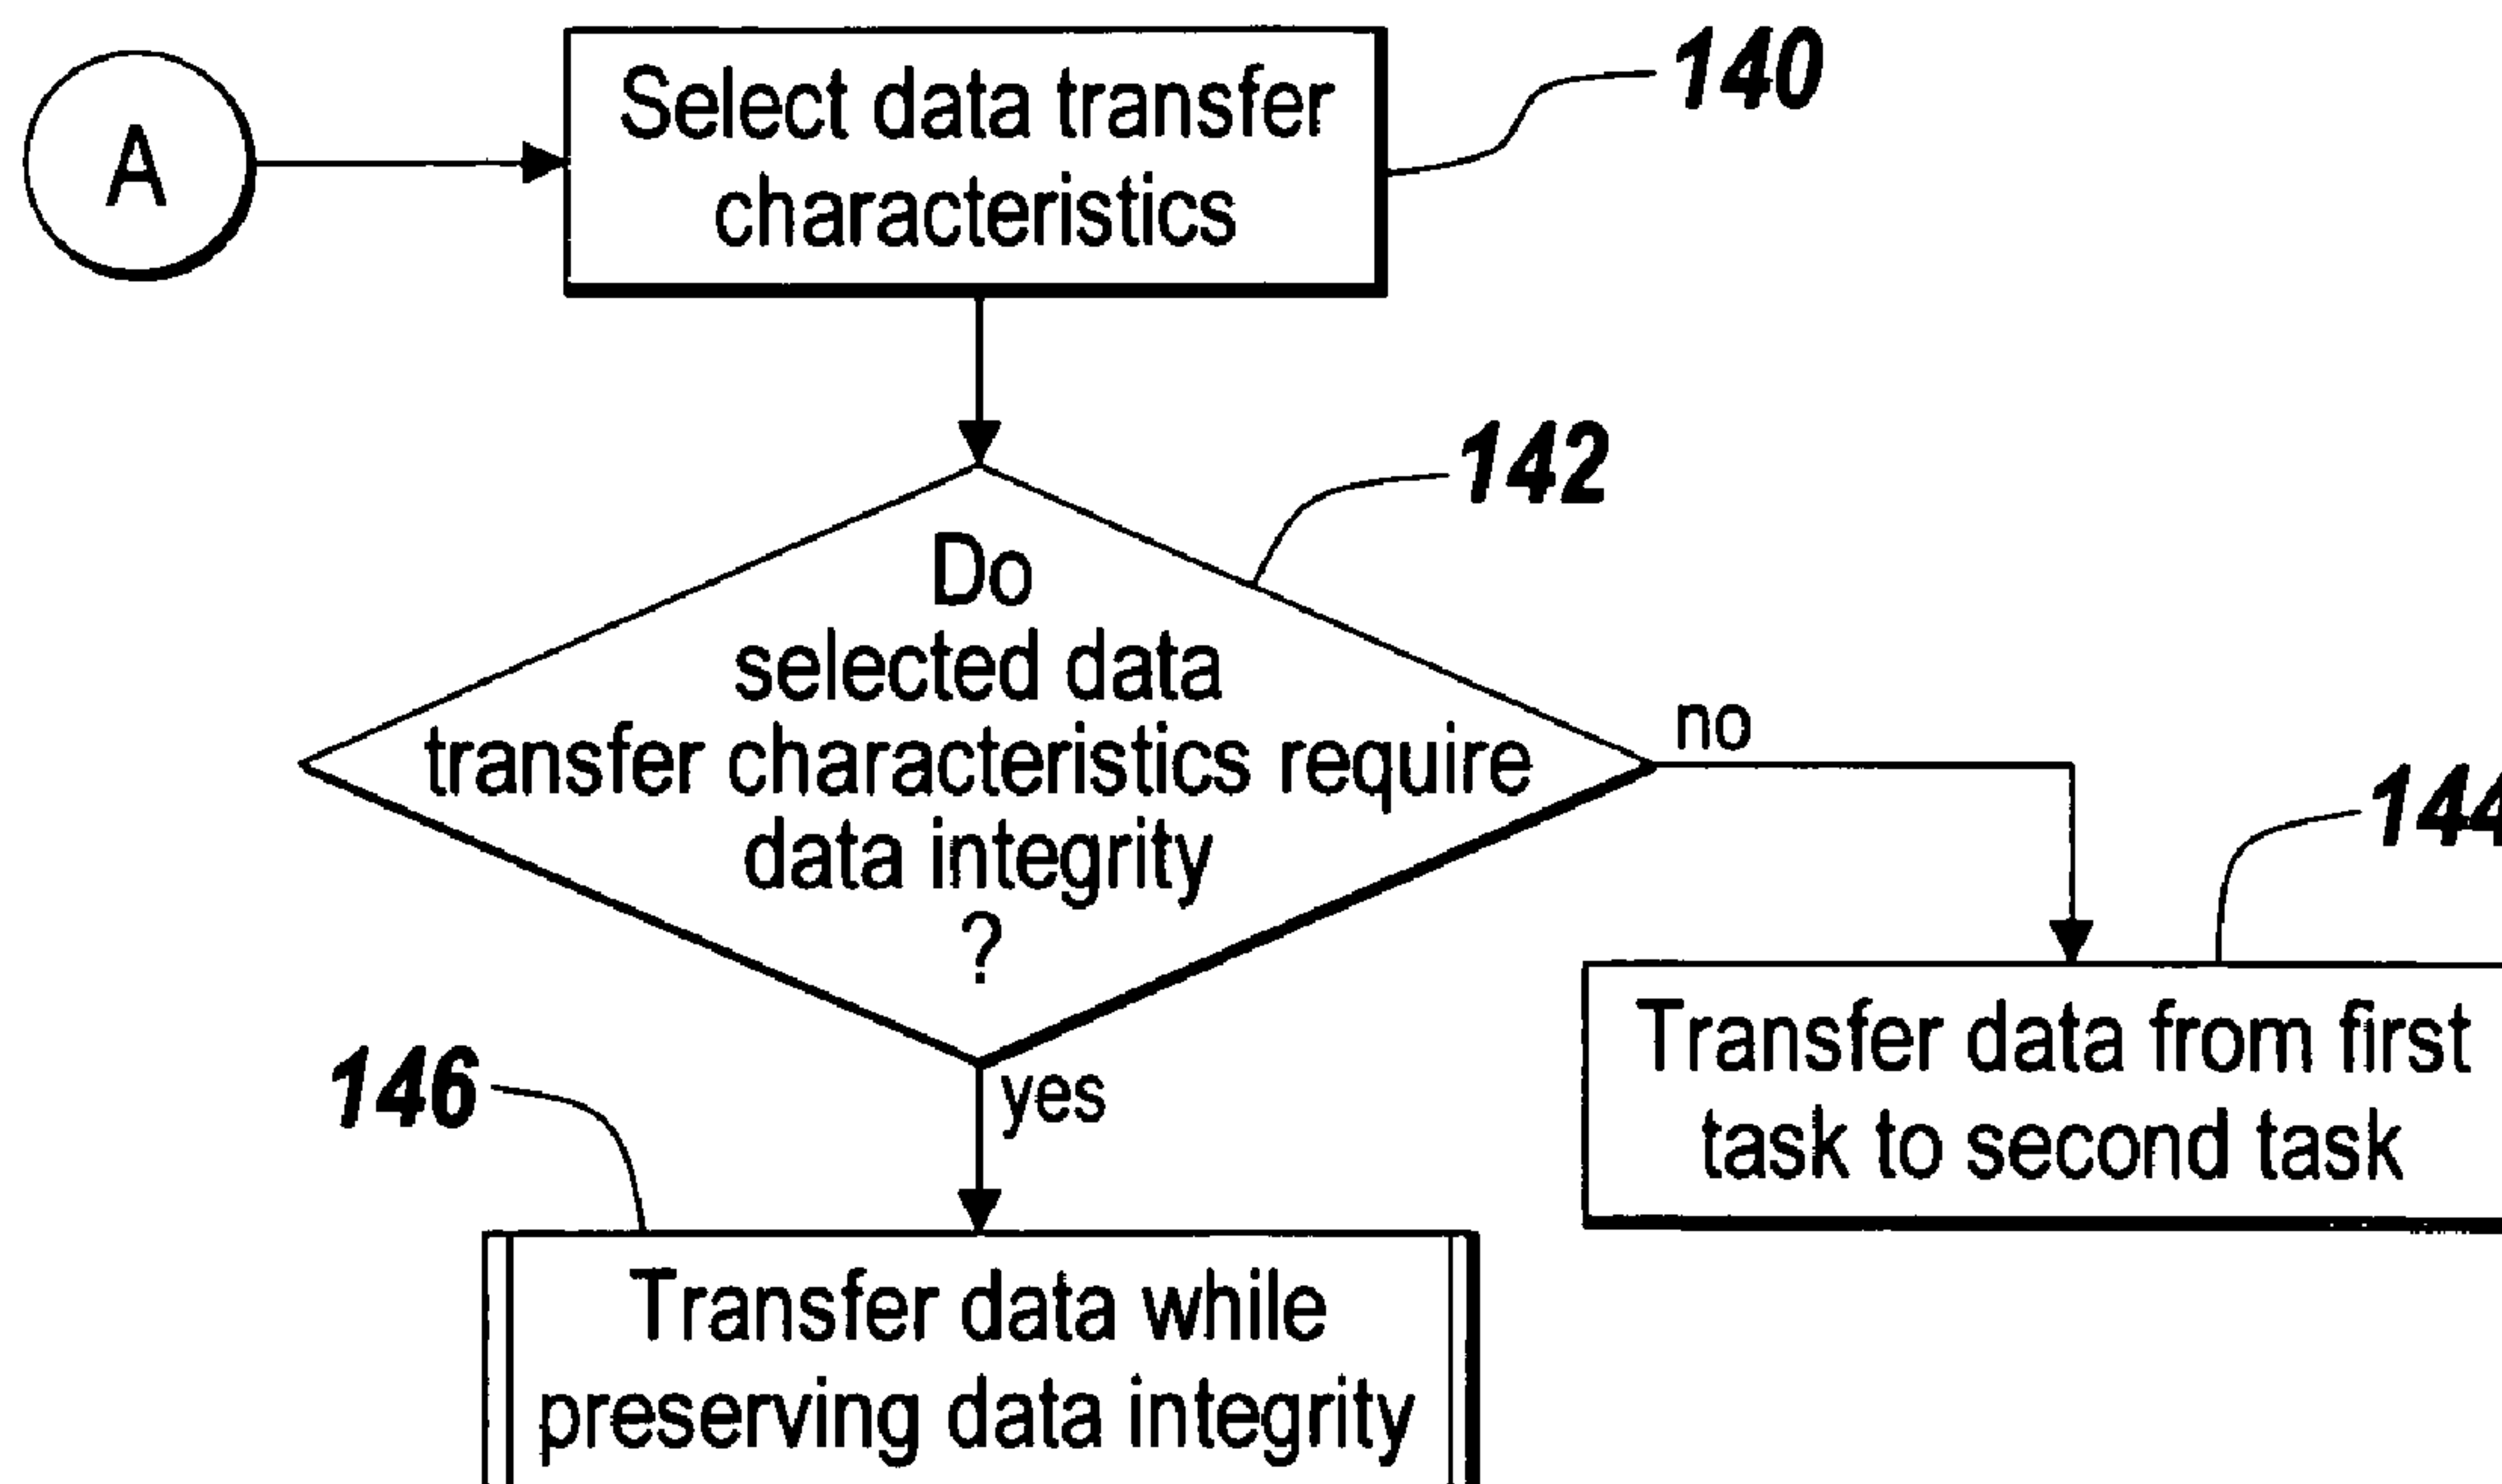 A
Select data transfer
characteristics
140
142
Do
selected data
transfer characteristics require
data integrity
?
no
144
Transfer data from first
task to second task
yes
146
Transfer data while
preserving data integrity